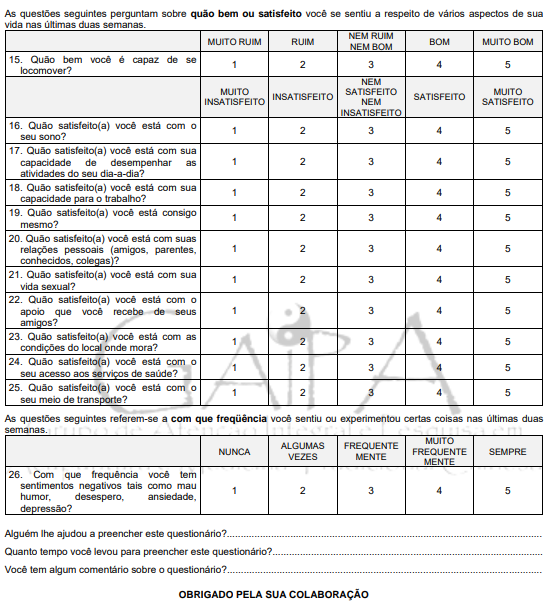 As questões seguintes perguntam sobre quão bem ou satisfeito você se sentiu a respeito de vários aspectos de sua
vida nas últimas duas semanas.
MUITO RUIM RUIM NEM RUIM NEM BOM BOM MUITO BOM
15. Quão bem você é capaz de se
locomover? 1 2 3 4 5
MUITO INSATISFEITO INSATISFEITO NEM SATISFEITO NEM INSATISFEITO SATISFEITO MUITO SATISFEITO
16. Quão satisfeito(a) você está com o
seu sono? 1 2 3 4 5
17. Quão satisfeito(a) você está com sua
capacidade de desempenhar as
atividades do seu dia-a-dia? 1 2 3 4 5
18. Quão satisfeito(a) você está com sua
capacidade para o trabalho? 1 2 3 4 5
19. Quão satisfeito(a) você está consigo
mesmo? 1 2 3 4 5
20. Quão satisfeito(a) você está com suas
relações pessoais (amigos, parentes,
conhecidos, colegas)? 1 2 3 4 5
21. Quão satisfeito(a) você está com sua
vida sexual? 1 2 3 4 5
22. Quão satisfeito(a) você está com o
apoio que você recebe de seus
amigos? 1 2 3 4 5
23. Quão satisfeito(a) você está com as
condições do local onde mora? 1 2 3 4 5
24. Quão satisfeito(a) você está com o
seu acesso aos serviços de saúde? 1 2 3 4 5
25. Quão satisfeito(a) você está com o
seu meio de transporte? 1 2 3 4 5
GAIPA
As questões seguintes referem-se a com que freqüência você sentiu ou experimentou certas coisas nas últimas duas
semanas.
NUNCA ALGUMAS VEZES FREQUENTE MENTE MUITO FREQUENTE MENTE SEMPRE
26. Com que frequência você tem
sentimentos negativos tais como mau
humor, desespero, ansiedade,
depressão? 1 2 3 4 5
Alguém lhe ajudou a preencher este questionário?..................................................
Quanto tempo você levou para preencher este questionário?..................................................
Você tem algum comentário sobre o questionário?..................................................
OBRIGADO PELA SUA COLABORAÇÃO